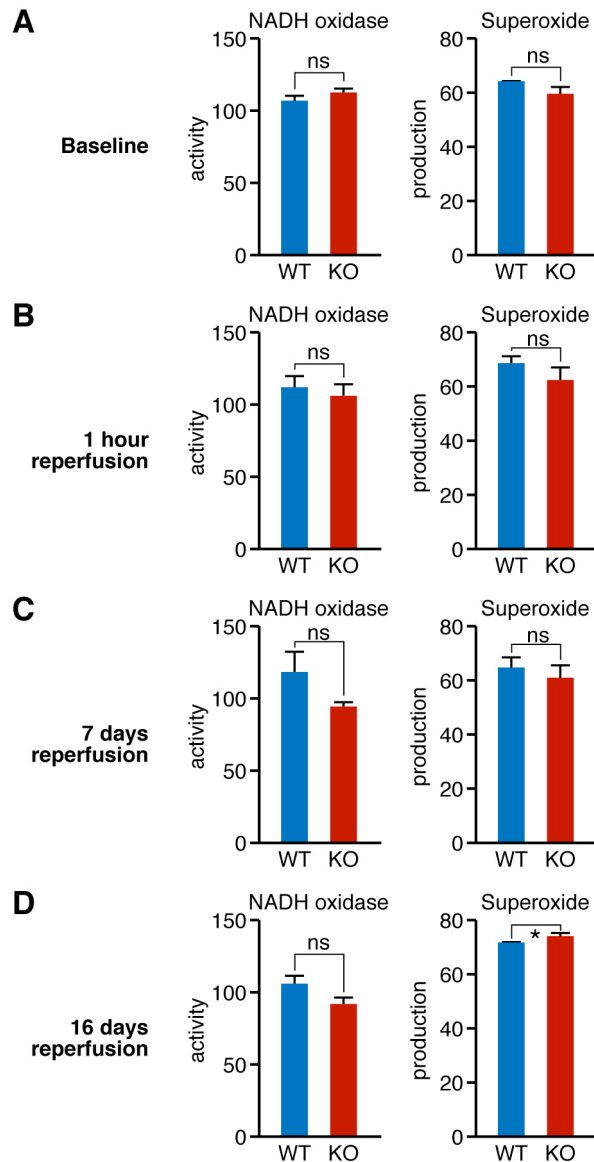 A
NADH oxidase
Superoxide
Baseline
activity
150
100
50
0
ns
WT KO
production
80
60
40
20
0
ns
WT KO
B
NADH oxidase
Superoxide
1 hour
reperfusion
activity
150
100
50
0
ns
WT KO
production
80
60
40
20
0
ns
WT KO
C
NADH oxidase
Superoxide
7 days
reperfusion
activity
150
100
50
0
ns
WT KO
production
80
60
40
20
0
ns
WT KO
D
NADH oxidase
Superoxide
16 days
reperfusion
activity
150
100
50
0
ns
WT KO
production
80
60
40
20
0
*
WT KO